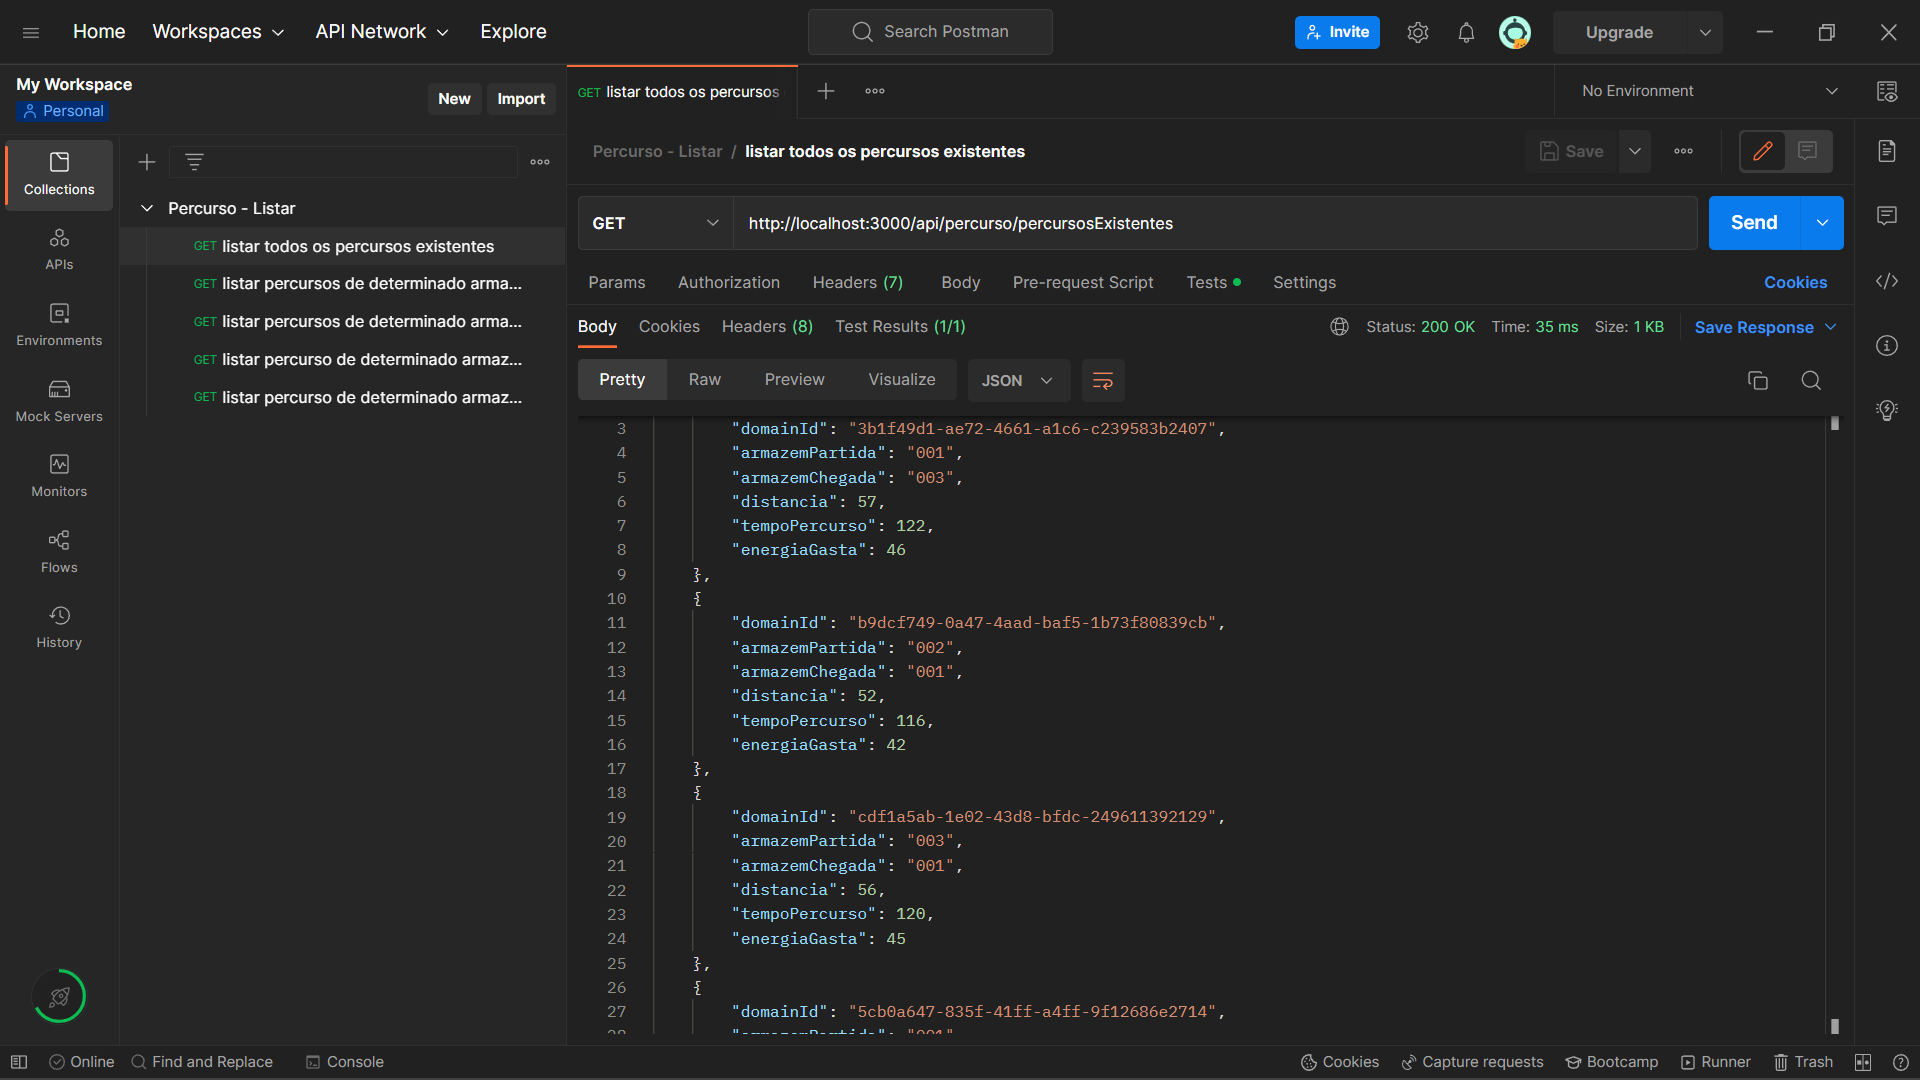 Home
Workspaces
API Network
Explore
Search Postman
Invite
Upgrade
My Workspace
Personal
New
Import
GET listar todos os percursos
No Environment
Collections
APIs
Environments
Mock Servers
Monitors
Flows
History
Percurso - Listar
GET listar todos os percursos existentes
GET listar percursos de determinado arma...
GET listar percursos de determinado arma...
GET listar percurso de determinado armaz...
GET listar percurso de determinado armaz...
Percurso - Listar / listar todos os percursos existentes
Save
GET
http://localhost:3000/api/percurso/percursosExistentes
Send
Params
Authorization
Headers (7)
Body
Pre-request Script
Tests
Settings
Cookies
Body
Cookies
Headers (8)
Test Results (1/1)
Status: 200 OK
Time: 35 ms
Size: 1 KB
Save Response
Pretty
Raw
Preview
Visualize
JSON
3 "domainId": "3b1f49d1-ae72-4661-a1c6-c239583b2407",
4 "armazemPartida": "001",
5 "armazemChegada": "003",
6 "distancia": 57,
7 "tempoPercurso": 122,
8 "energiaGasta": 46
9 },
10 {
11 "domainId": "b9dcf749-0a47-4aad-baf5-1b73f80839cb",
12 "armazemPartida": "002",
13 "armazemChegada": "001",
14 "distancia": 52,
15 "tempoPercurso": 116,
16 "energiaGasta": 42
17 },
18 {
19 "domainId": "cdf1a5ab-1e02-43d8-bfdc-249611392129",
20 "armazemPartida": "003",
21 "armazemChegada": "001",
22 "distancia": 56,
23 "tempoPercurso": 120,
24 "energiaGasta": 45
25 },
26 {
27 "domainId": "5cb0a647-835f-41ff-a4ff-9f12686e2714",
28 "armazemPartida": "001"
Online
Find and Replace
Console
Cookies
Capture requests
Bootcamp
Runner
Trash